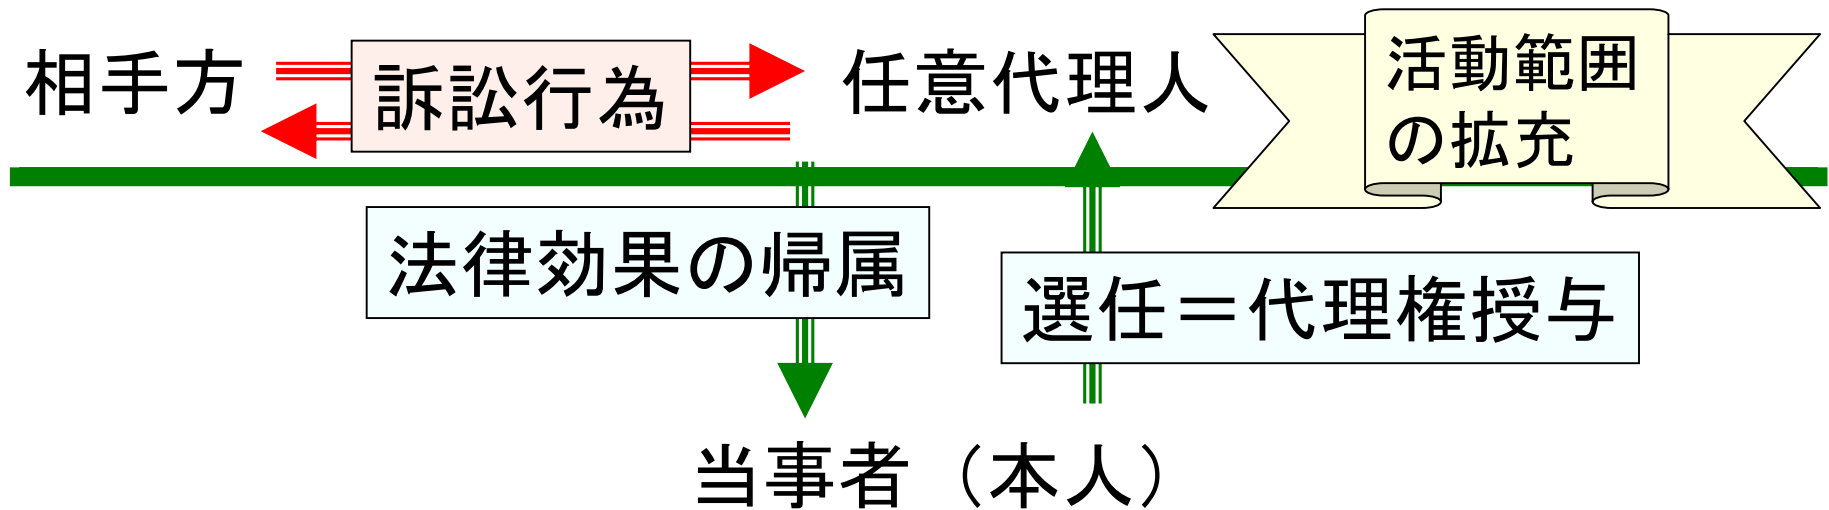 相手方
訴訟行為
任意代理人
活動範囲
の拡充
法律効果の帰属
選任＝代理権授与
当事者（本人）